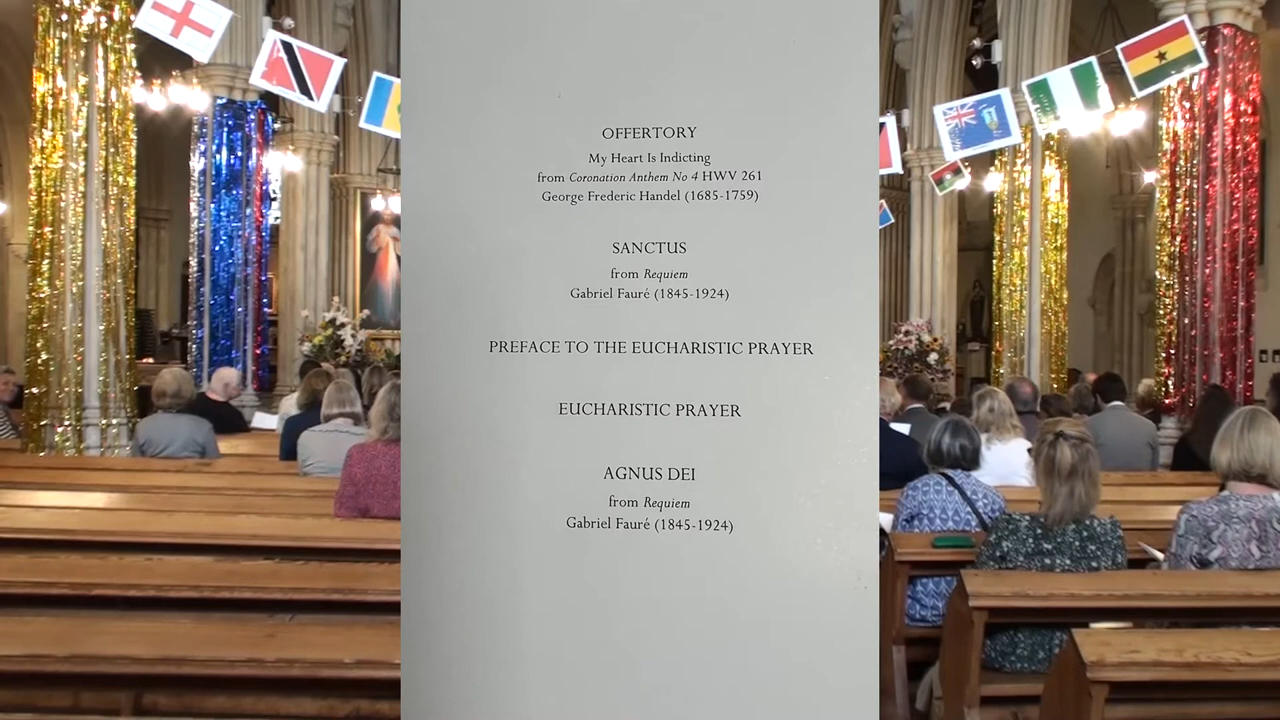 OFFERTORY
My Heart Is Indicting
from Coronation Anthem No 4 HWV 261
George Frederic Handel (1685-1759)
SANCTUS
from Requiem
Gabriel Fauré (1845-1924)
PREFACE TO THE EUCHARISTIC PRAYER
EUCHARISTIC PRAYER
AGNUS DEI
from Requiem
Gabriel Fauré (1845-1924)